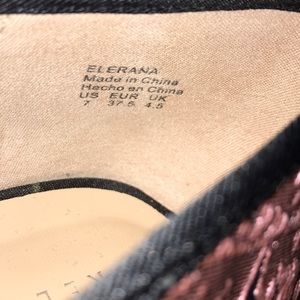 ELERANA
Made in China
Hecho en China
US EUR UK
7 37.5 4.5